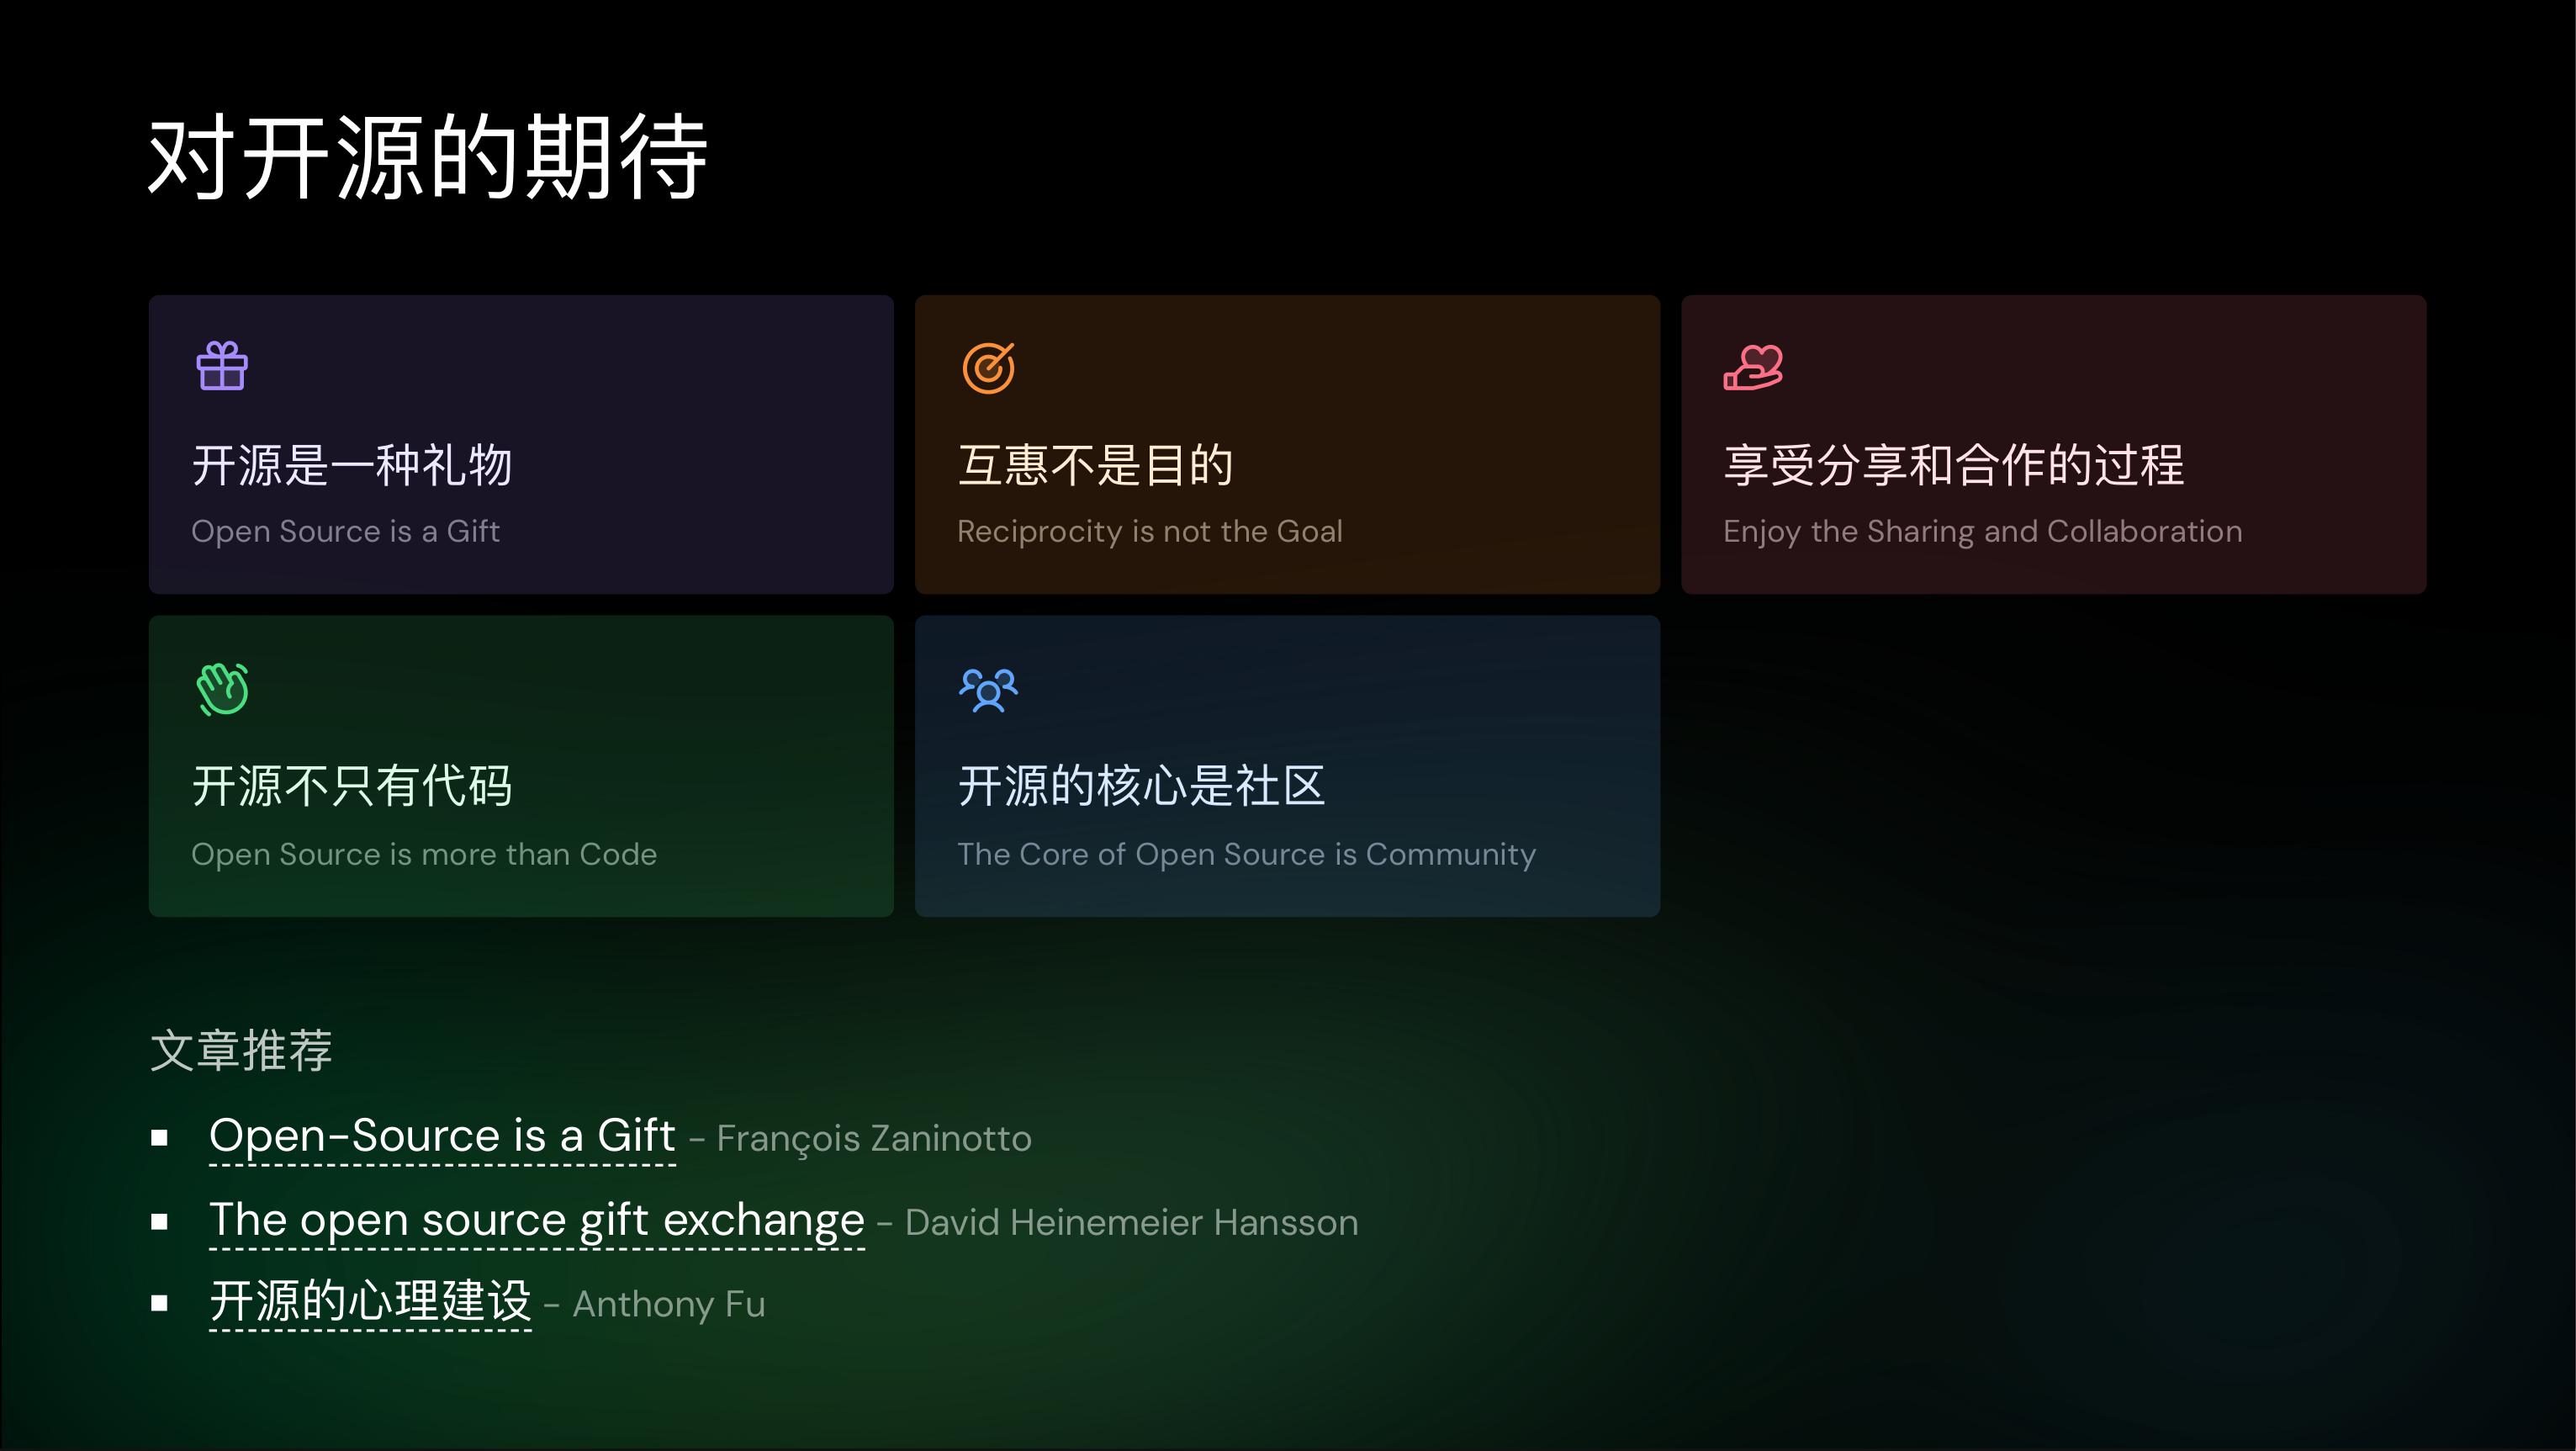 对开源的期待
开源是一种礼物
Open Source is a Gift
互惠不是目的
Reciprocity is not the Goal
享受分享和合作的过程
Enjoy the Sharing and Collaboration
开源不只有代码
Open Source is more than Code
开源的核心是社区
The Core of Open Source is Community
文章推荐
▪ Open-Source is a Gift – François Zaninotto
▪ The open source gift exchange – David Heinemeier Hansson
▪ 开源的心理建设 – Anthony Fu